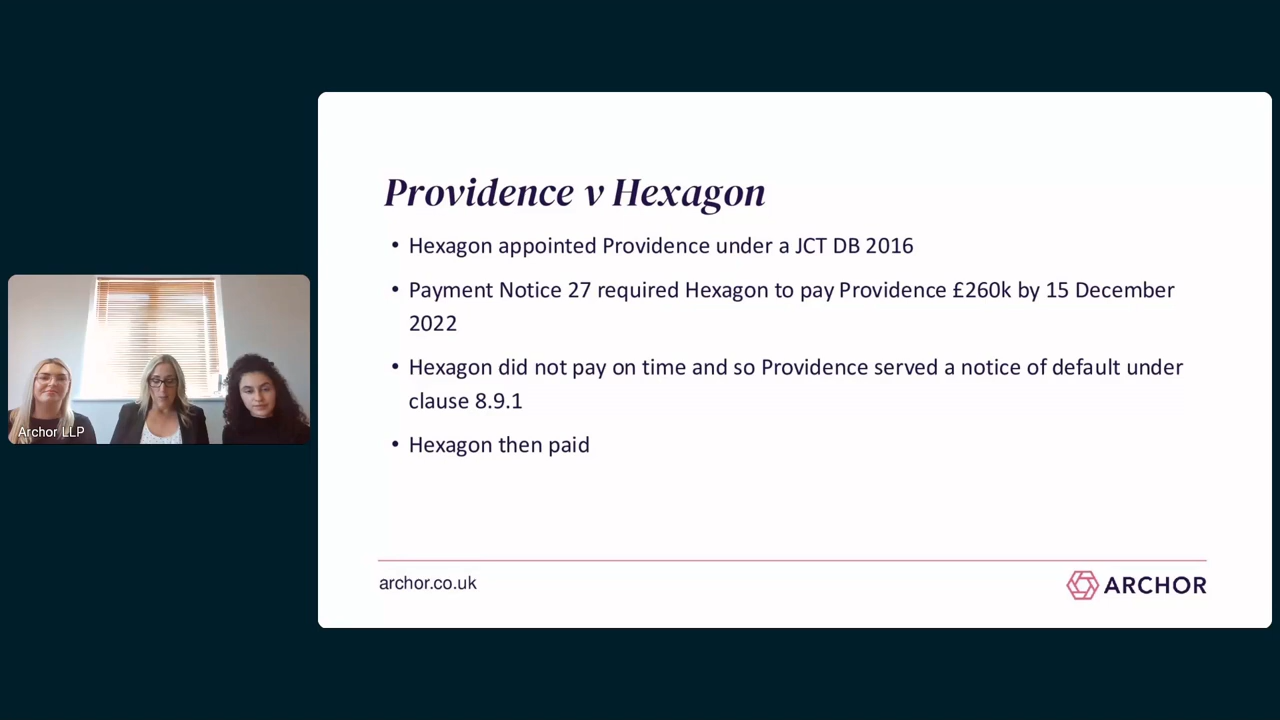 Providence v Hexagon
• Hexagon appointed Providence under a JCT DB 2016
• Payment Notice 27 required Hexagon to pay Providence £260k by 15 December
2022
• Hexagon did not pay on time and so Providence served a notice of default under
clause 8.9.1
• Hexagon then paid
Archor LLP
archor.co.uk
ARCHOR